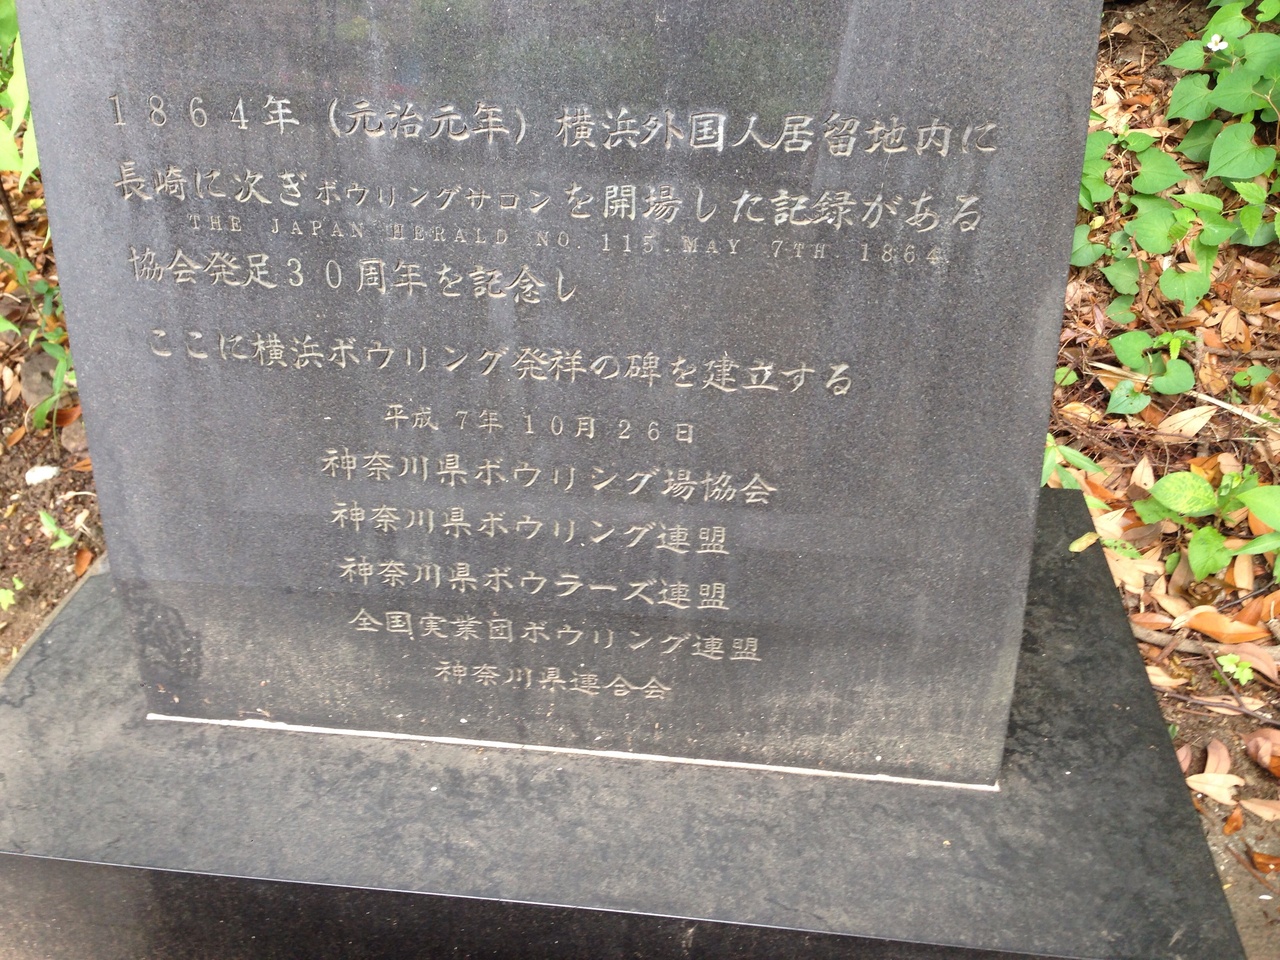 1864年（元治元年）横浜外国人居留地内に
長崎に次ぎボウリングサロンを開場した記録がある
THE JAPAN HERALD NO. 115. MAY 7TH. 1864.
協会発足30周年を記念し
ここに横浜ボウリング発祥の碑を建立する
平成7年10月26日
神奈川県ボウリング場協会
神奈川県ボウリング連盟
神奈川県ボウラーズ連盟
全国実業団ボウリング連盟
神奈川県連合会